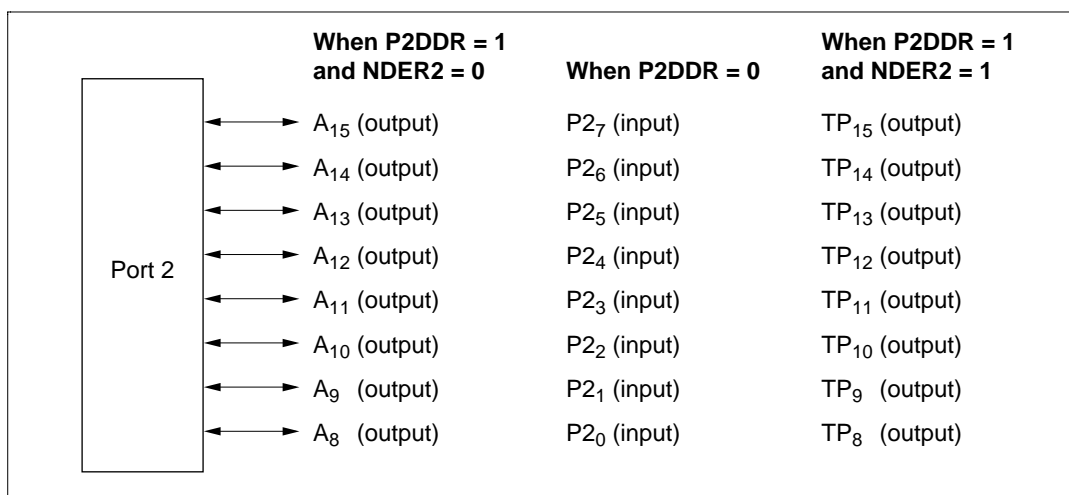 When P2DDR = 1 and NDER2 = 0
When P2DDR = 0
When P2DDR = 1 and NDER2 = 1
Port 2
A15 (output) P27 (input) TP15 (output)
A14 (output) P26 (input) TP14 (output)
A13 (output) P25 (input) TP13 (output)
A12 (output) P24 (input) TP12 (output)
A11 (output) P23 (input) TP11 (output)
A10 (output) P22 (input) TP10 (output)
A9 (output) P21 (input) TP9 (output)
A8 (output) P20 (input) TP8 (output)